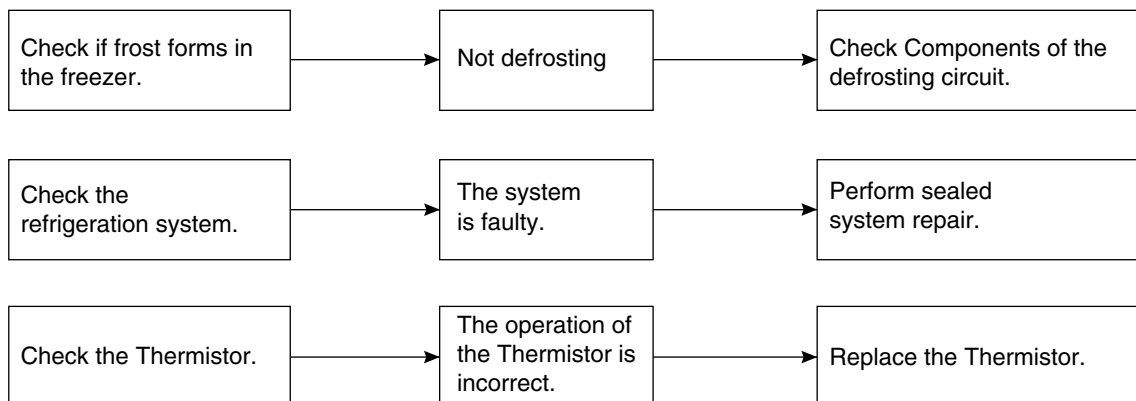 Check if frost forms in
the freezer.
Not defrosting
Check Components of the
defrosting circuit.
Check the
refrigeration system.
The system
is faulty.
Perform sealed
system repair.
Check the Thermistor.
The operation of
the Thermistor is
incorrect.
Replace the Thermistor.